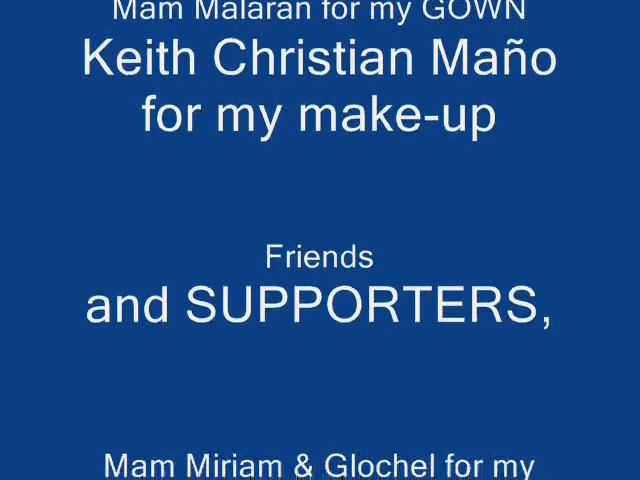 Mam Malaran for my GOWN
Keith Christian Maño
for my make-up
Friends
and SUPPORTERS,
Mam Miriam & Glochel for my